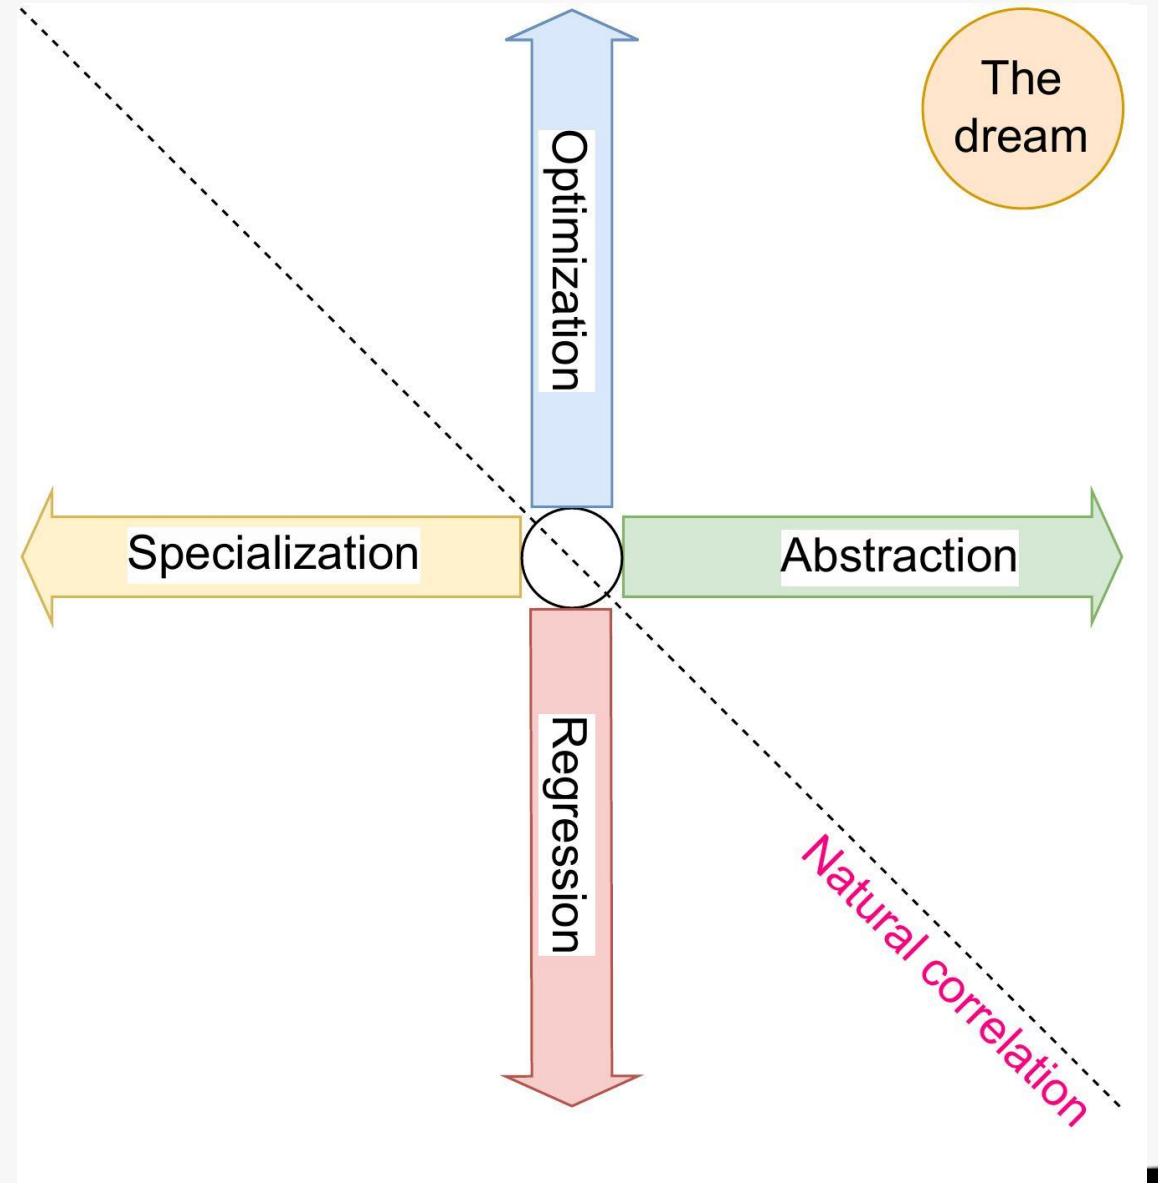 The
dream
Optimization
Specialization
Abstraction
Regression
Natural correlation